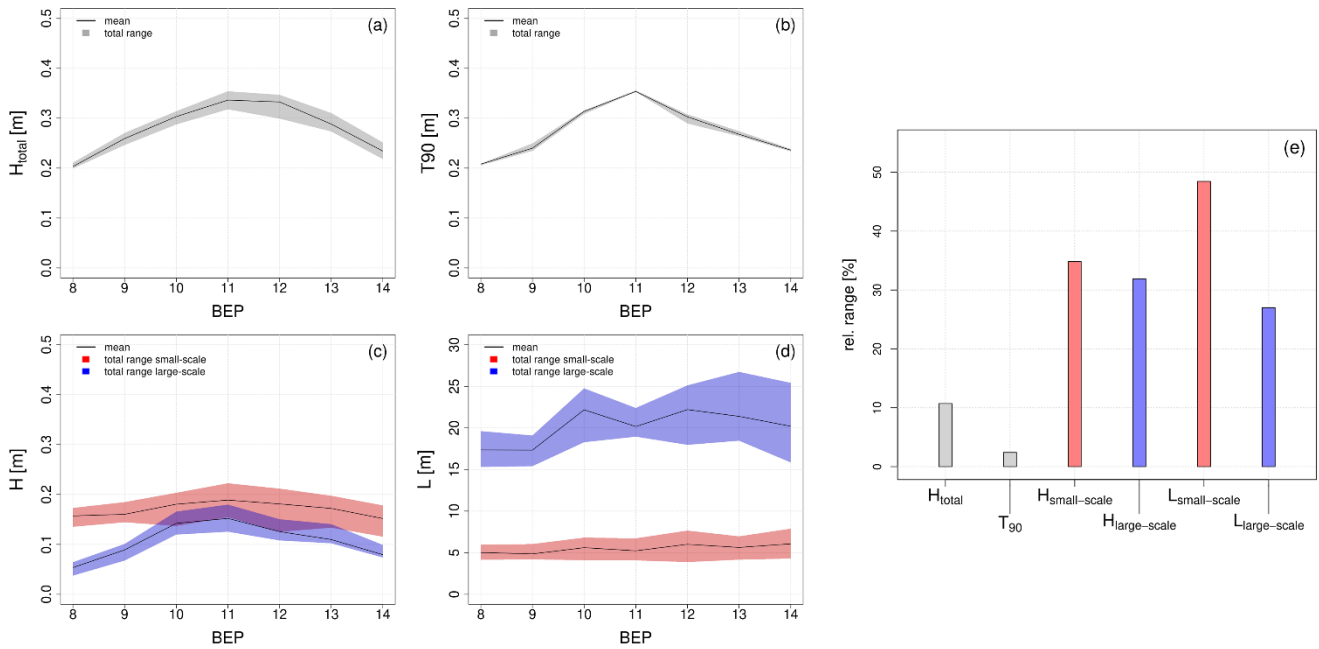 (a)
mean
total range
H_total [m]
0.5
0.4
0.3
0.2
0.1
0.0
8 9 10 11 12 13 14
BEP
(b)
mean
total range
T90 [m]
0.5
0.4
0.3
0.2
0.1
0.0
8 9 10 11 12 13 14
BEP
(c)
mean
total range small-scale
total range large-scale
H [m]
0.5
0.4
0.3
0.2
0.1
0.0
8 9 10 11 12 13 14
BEP
(d)
mean
total range small-scale
total range large-scale
L [m]
30
25
20
15
10
5
0
8 9 10 11 12 13 14
BEP
(e)
rel. range [%]
50
40
30
20
10
0
H_total
T_90
H_small−scale
H_large−scale
L_small−scale
L_large−scale